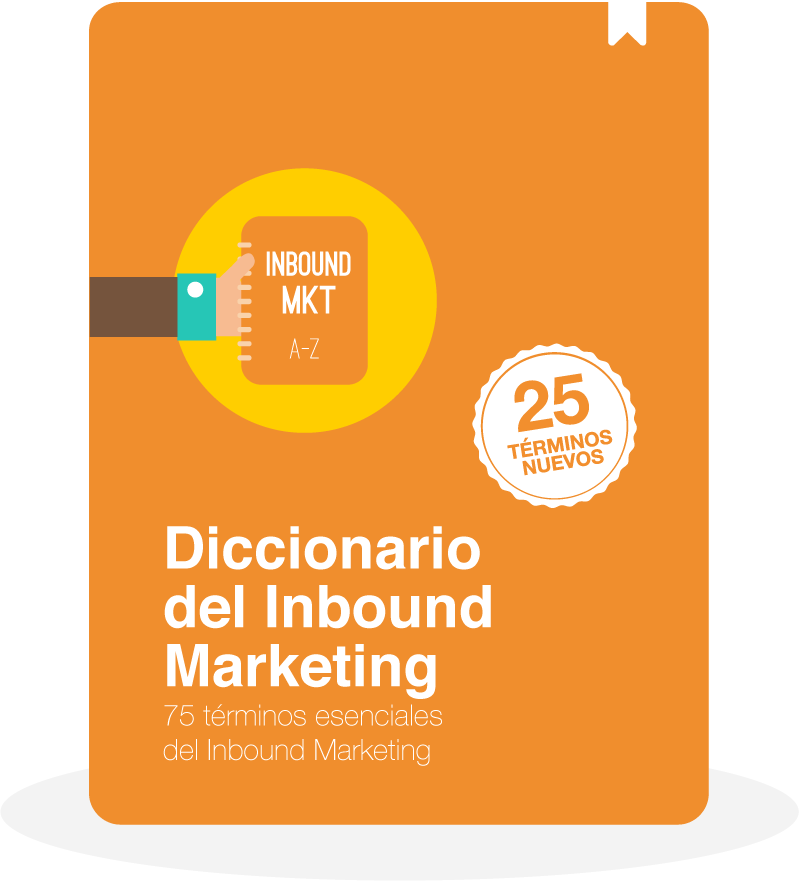 INBOUND
MKT
A-Z
25
TÉRMINOS
NUEVOS
Diccionario
del Inbound
Marketing
75 términos esenciales
del Inbound Marketing